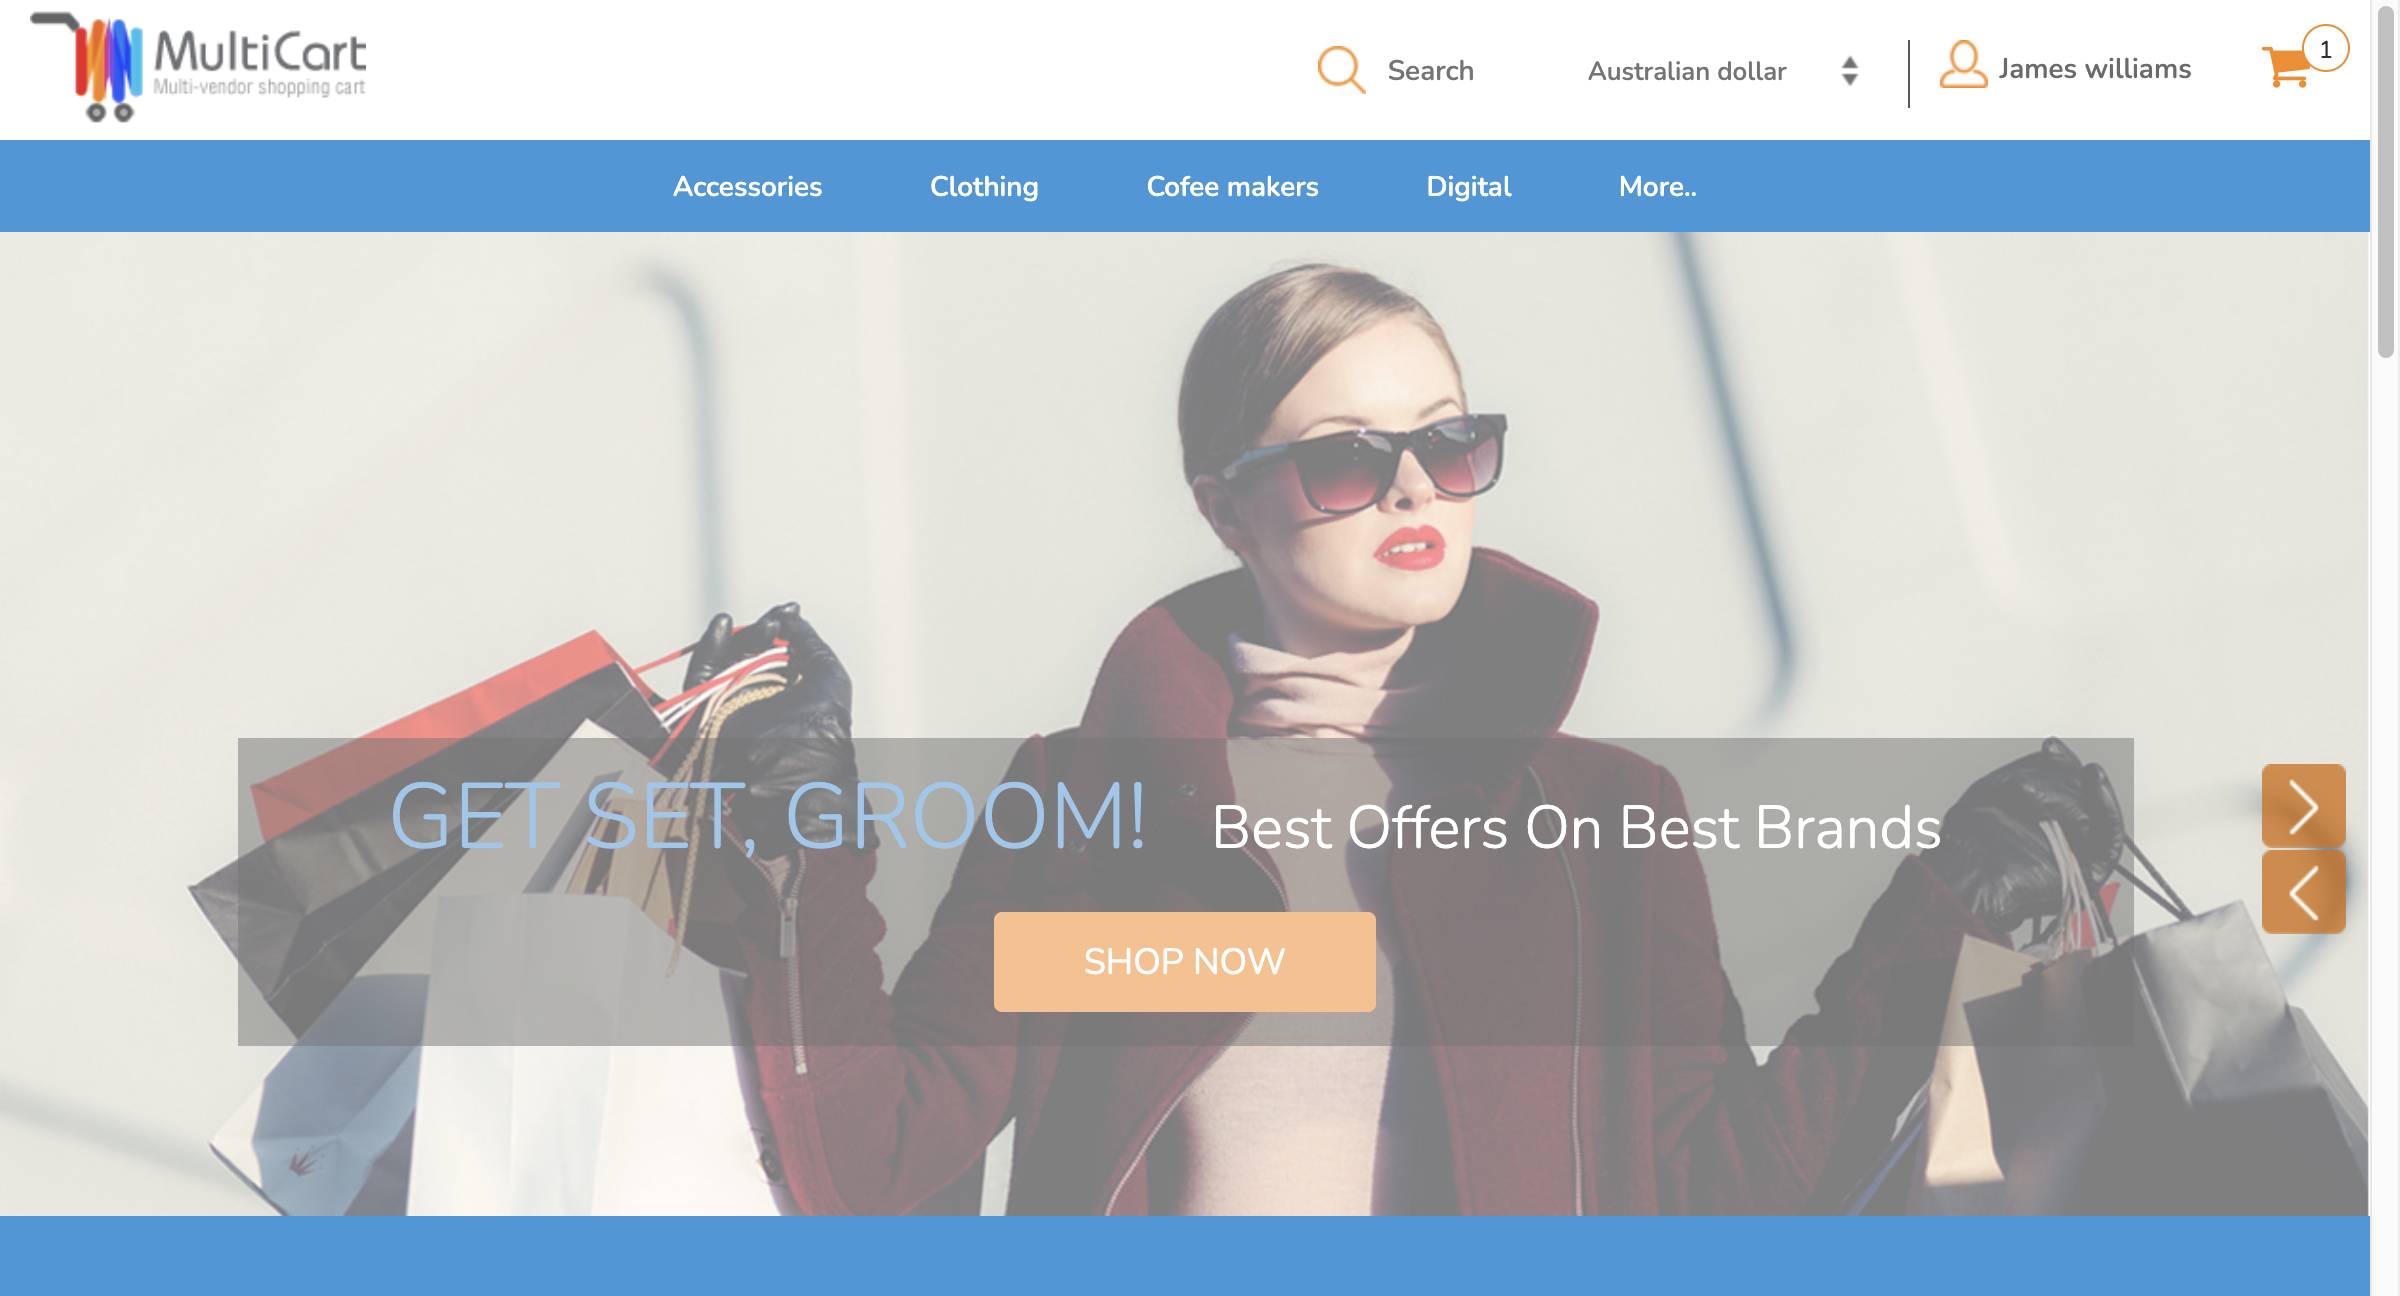 MultiCart
Multi-vendor shopping cart
Search
Australian dollar
James williams
1
Accessories
Clothing
Cofee makers
Digital
More..
GET SET, GROOM!
Best Offers On Best Brands
SHOP NOW